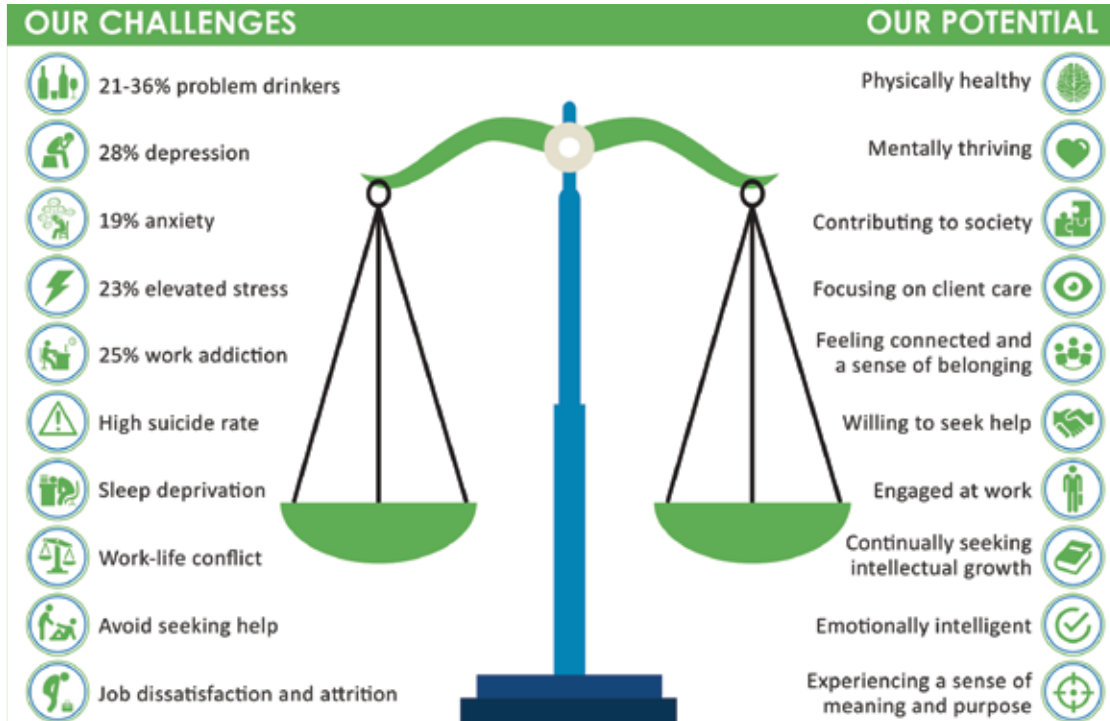 OUR CHALLENGES
21-36% problem drinkers
28% depression
19% anxiety
23% elevated stress
25% work addiction
High suicide rate
Sleep deprivation
Work-life conflict
Avoid seeking help
Job dissatisfaction and attrition
OUR POTENTIAL
Physically healthy
Mentally thriving
Contributing to society
Focusing on client care
Feeling connected and
a sense of belonging
Willing to seek help
Engaged at work
Continually seeking
intellectual growth
Emotionally intelligent
Experiencing a sense of
meaning and purpose